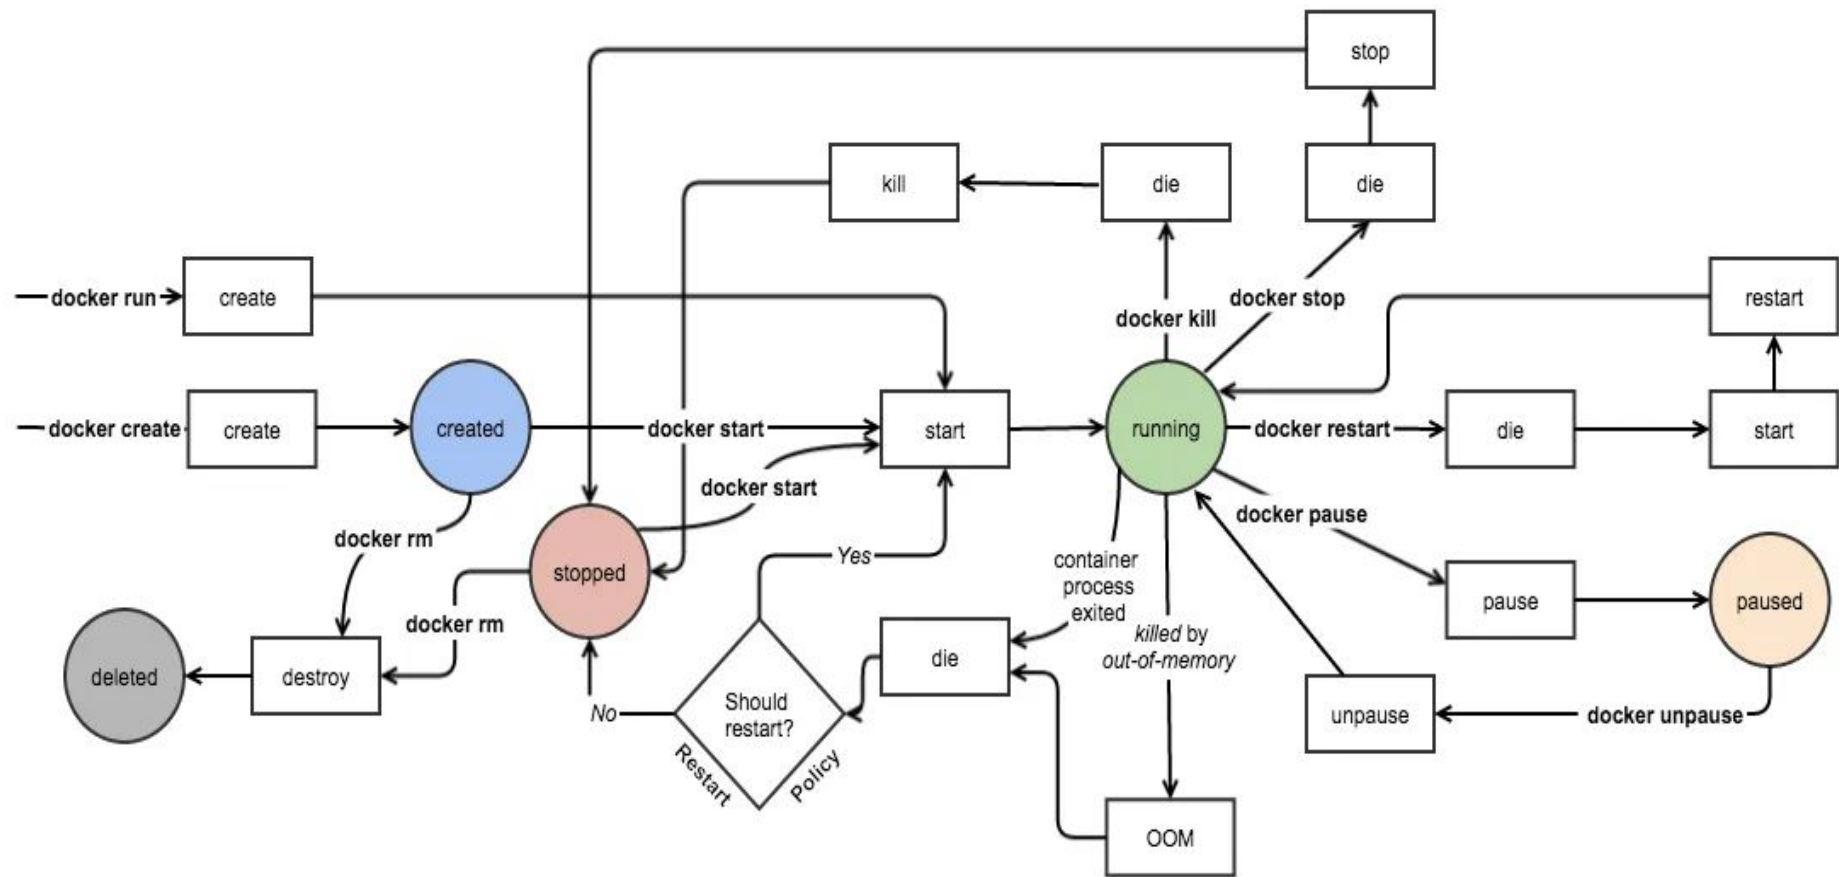 stop
kill
die
die
docker run
create
docker kill
docker stop
restart
docker create
create
created
docker start
start
running
docker restart
die
start
docker start
docker pause
docker rm
stopped
Yes
container
process
exited
pause
paused
docker rm
killed by
out-of-memory
deleted
destroy
die
No
Should
restart?
Restart
Policy
unpause
docker unpause
OOM